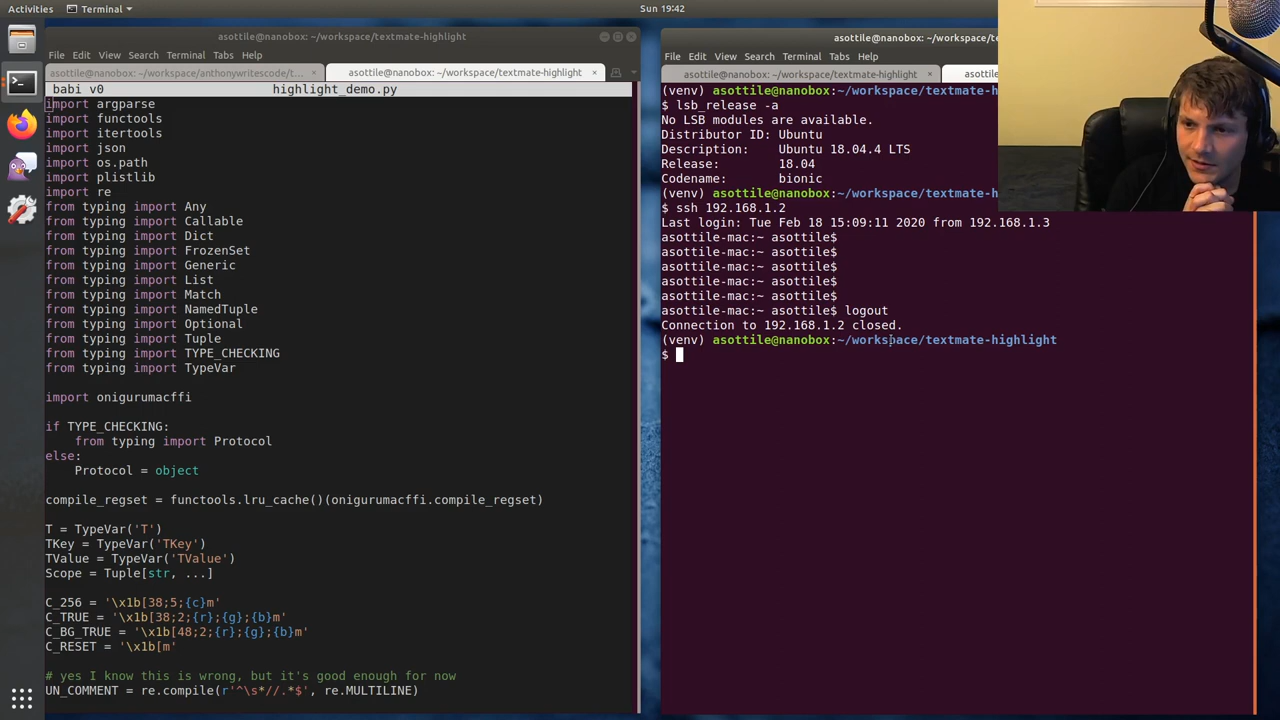 Activities
Terminal
Sun 19:42
asottile@nanobox: ~/workspace/textmate-highlight
File Edit View Search Terminal Tabs Help
asottile@nanobox: ~/workspace/anthonywritescode/t... ×
asottile@nanobox: ~/workspace/textmate-highlight ×
babi v0 highlight_demo.py
import argparse
import functools
import itertools
import json
import os.path
import plistlib
import re
from typing import Any
from typing import Callable
from typing import Dict
from typing import FrozenSet
from typing import Generic
from typing import List
from typing import Match
from typing import NamedTuple
from typing import Optional
from typing import Tuple
from typing import TYPE_CHECKING
from typing import TypeVar
import onigurumacffi
if TYPE_CHECKING:
    from typing import Protocol
else:
    Protocol = object
compile_regset = functools.lru_cache()(onigurumacffi.compile_regset)
T = TypeVar('T')
TKey = TypeVar('TKey')
TValue = TypeVar('TValue')
Scope = Tuple[str, ...]
C_256 = '\x1b[38;5;{c}m'
C_TRUE = '\x1b[38;2;{r};{g};{b}m'
C_BG_TRUE = '\x1b[48;2;{r};{g};{b}m'
C_RESET = '\x1b[m'
# yes I know this is wrong, but it's good enough for now
UN_COMMENT = re.compile(r'^\s*//.*$', re.MULTILINE)
asottile@nanobox: ~/workspace/te
File Edit View Search Terminal Tabs Help
asottile@nanobox: ~/workspace/textmate-highlight ×
asottile
(venv) asottile@nanobox:~/workspace/textmate-h
$ lsb_release -a
No LSB modules are available.
Distributor ID: Ubuntu
Description:    Ubuntu 18.04.4 LTS
Release:        18.04
Codename:       bionic
(venv) asottile@nanobox:~/workspace/textmate-h
$ ssh 192.168.1.2
Last login: Tue Feb 18 15:09:11 2020 from 192.168.1.3
asottile-mac:~ asottile$
asottile-mac:~ asottile$
asottile-mac:~ asottile$
asottile-mac:~ asottile$
asottile-mac:~ asottile$
asottile-mac:~ asottile$ logout
Connection to 192.168.1.2 closed.
(venv) asottile@nanobox:~/workspace/textmate-highlight
$